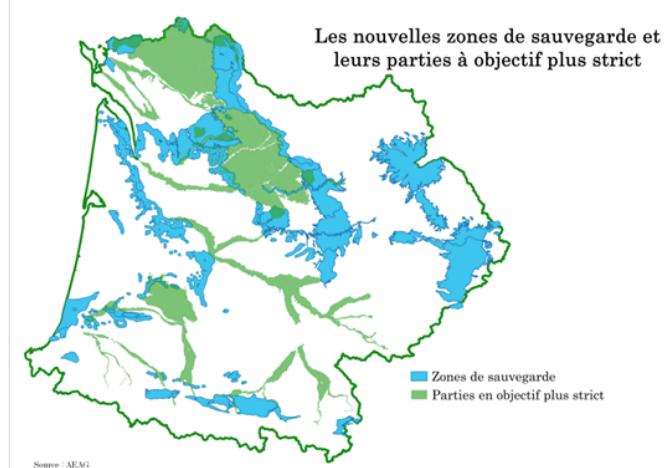 Les nouvelles zones de sauvegarde et
leurs parties à objectif plus strict
Zones de sauvegarde
Parties en objectif plus strict
Source : AEAG